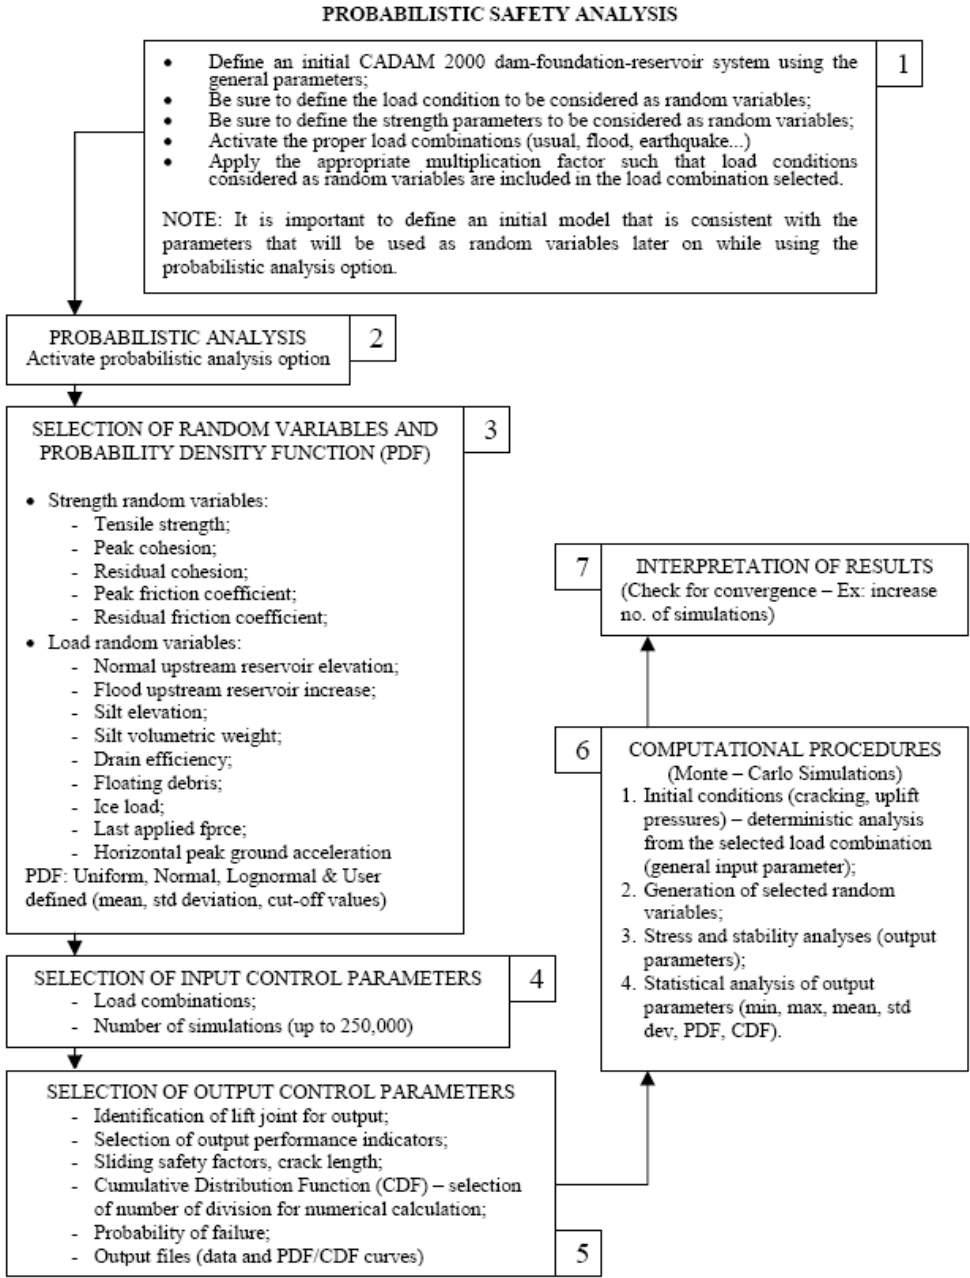 PROBABILISTIC SAFETY ANALYSIS
1
• Define an initial CADAM 2000 dam-foundation-reservoir system using the
general parameters;
• Be sure to define the load condition to be considered as random variables;
• Be sure to define the strength parameters to be considered as random variables;
• Activate the proper load combinations (usual, flood, earthquake...)
• Apply the appropriate multiplication factor such that load conditions
considered as random variables are included in the load combination selected.
NOTE: It is important to define an initial model that is consistent with the
parameters that will be used as random variables later on while using the
probabilistic analysis option.
2
PROBABILISTIC ANALYSIS
Activate probabilistic analysis option
3
SELECTION OF RANDOM VARIABLES AND
PROBABILITY DENSITY FUNCTION (PDF)
• Strength random variables:
- Tensile strength;
- Peak cohesion;
- Residual cohesion;
- Peak friction coefficient;
- Residual friction coefficient;
• Load random variables:
- Normal upstream reservoir elevation;
- Flood upstream reservoir increase;
- Silt elevation;
- Silt volumetric weight;
- Drain efficiency;
- Floating debris;
- Ice load;
- Last applied fprce;
- Horizontal peak ground acceleration
PDF: Uniform, Normal, Lognormal & User
defined (mean, std deviation, cut-off values)
4
SELECTION OF INPUT CONTROL PARAMETERS
- Load combinations;
- Number of simulations (up to 250,000)
SELECTION OF OUTPUT CONTROL PARAMETERS
- Identification of lift joint for output;
- Selection of output performance indicators;
- Sliding safety factors, crack length;
- Cumulative Distribution Function (CDF) – selection
of number of division for numerical calculation;
- Probability of failure;
- Output files (data and PDF/CDF curves)
5
6
COMPUTATIONAL PROCEDURES
(Monte – Carlo Simulations)
1. Initial conditions (cracking, uplift
pressures) – deterministic analysis
from the selected load combination
(general input parameter);
2. Generation of selected random
variables;
3. Stress and stability analyses (output
parameters);
4. Statistical analysis of output
parameters (min, max, mean, std
dev, PDF, CDF).
7
INTERPRETATION OF RESULTS
(Check for convergence – Ex: increase
no. of simulations)